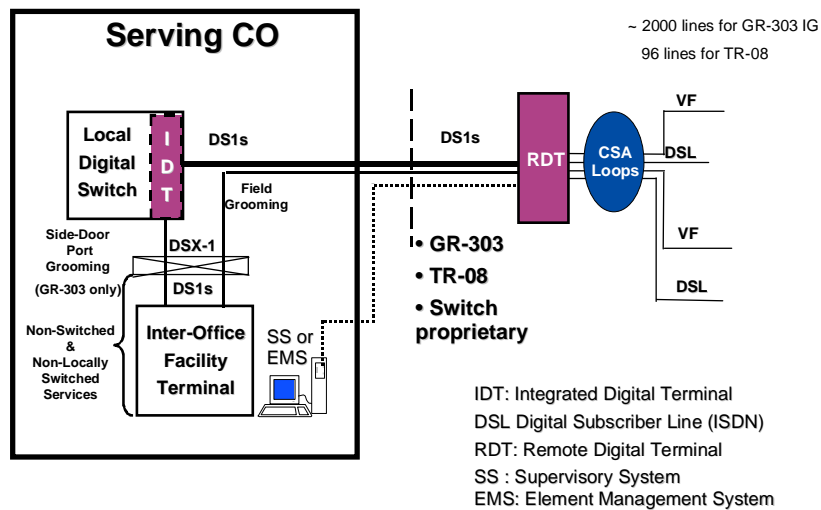 Serving CO
~ 2000 lines for GR-303 IG
96 lines for TR-08
Local
Digital
Switch
I
D
T
DS1s
DS1s
RDT
CSA
Loops
VF
DSL
VF
DSL
Field
Grooming
Side-Door
Port
Grooming
(GR-303 only)
DSX-1
DS1s
• GR-303
• TR-08
• Switch
proprietary
Non-Switched
&
Non-Locally
Switched
Services
Inter-Office
Facility
Terminal
SS or
EMS
IDT: Integrated Digital Terminal
DSL Digital Subscriber Line (ISDN)
RDT: Remote Digital Terminal
SS : Supervisory System
EMS: Element Management System